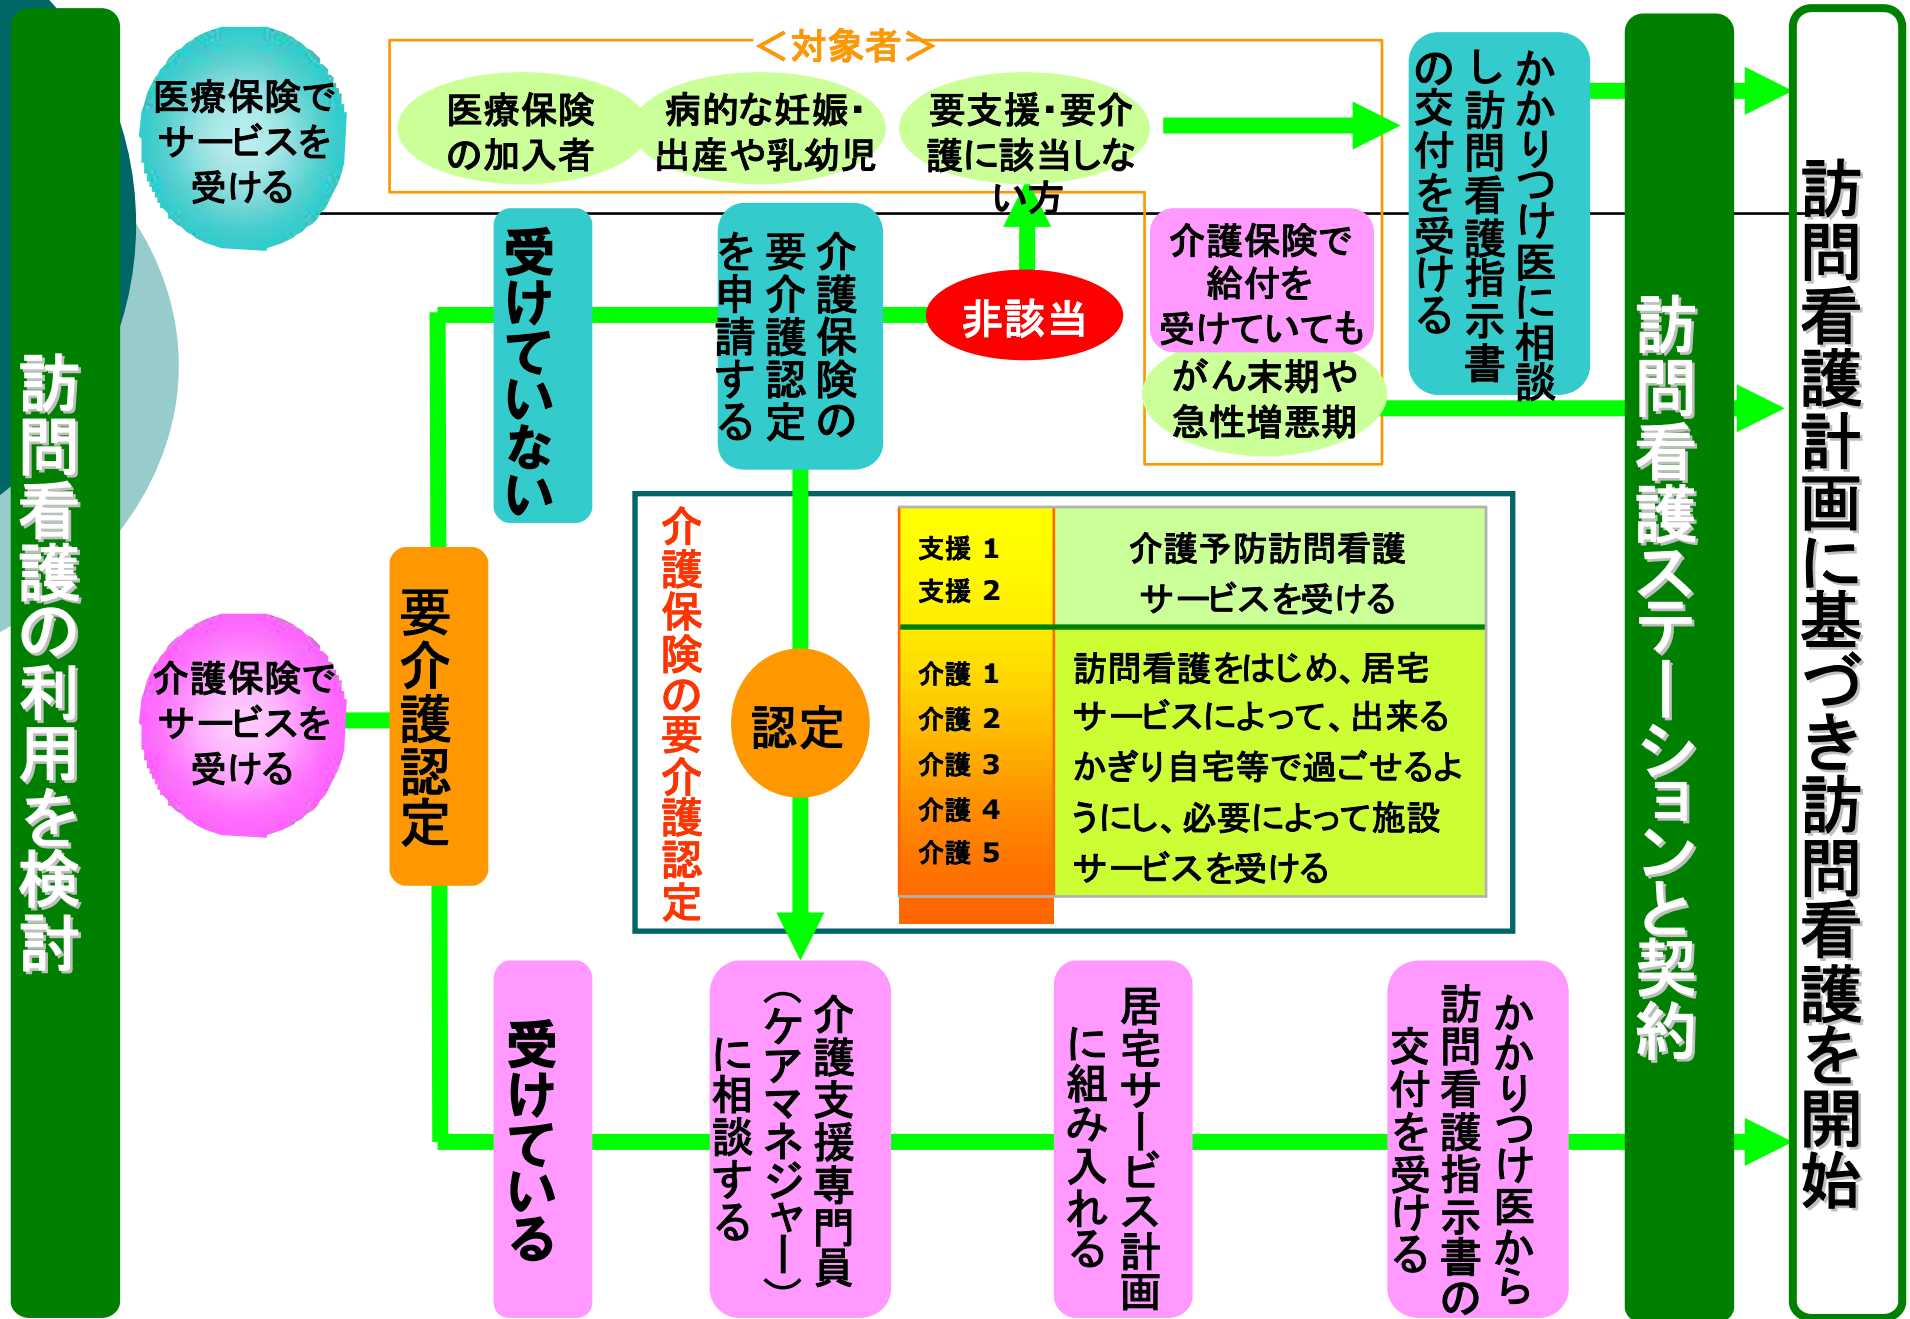 訪問看護の利用を検討
医療保険で
サービスを
受ける
＜対象者＞
医療保険
の加入者
病的な妊娠・
出産や乳幼児
要支援・要介
護に該当しな
い方
かかりつけ医に相談
し訪問看護指示書
の交付を受ける
受けていない
介護保険の
要介護認定
を申請する
非該当
介護保険で
給付を
受けていても
がん末期や
急性増悪期
介護保険で
サービスを
受ける
要介護認定
介護保険の要介護認定
認定
支援 1
支援 2
介護予防訪問看護
サービスを受ける
介護 1
介護 2
介護 3
介護 4
介護 5
訪問看護をはじめ、居宅
サービスによって、出来る
かぎり自宅等で過ごせるよ
うにし、必要によって施設
サービスを受ける
受けている
介護支援専門員
（ケアマネジャー）
に相談する
居宅サービス計画
に組み入れる
かかりつけ医から
訪問看護指示書の
交付を受ける
訪問看護ステーションと契約
訪問看護計画に基づき訪問看護を開始